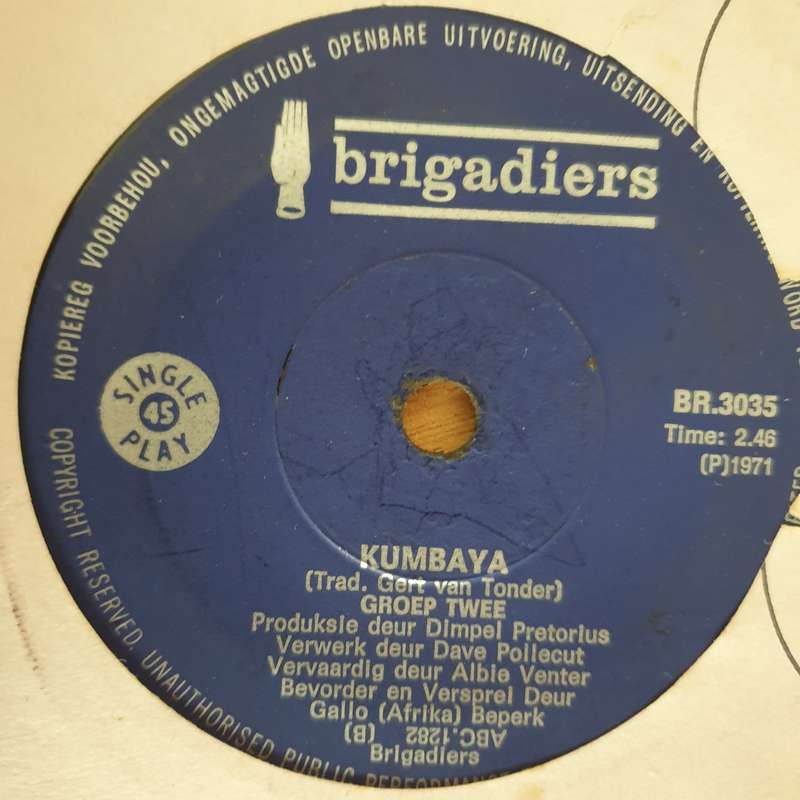 KOPIEREG VOORBEHOU, ONGEMAGTIGDE OPENBARE UITVOERING, UITSENDING EN
brigadiers
SINGLE
45
PLAY
BR.3035
Time: 2.46
(P)1971
KUMBAYA
(Trad. Gert van Tonder)
GROEP TWEE
Produksie deur Dimpel Pretorius
Verwerk deur Dave Pollecut
Vervaardig deur Albie Venter
Bevorder en Versprei Deur
Gallo (Afrika) Beperk
ABC.1282 (B)
Brigadiers
COPYRIGHT RESERVED. UNAUTHORISED PUBLIC PERFORMANCE